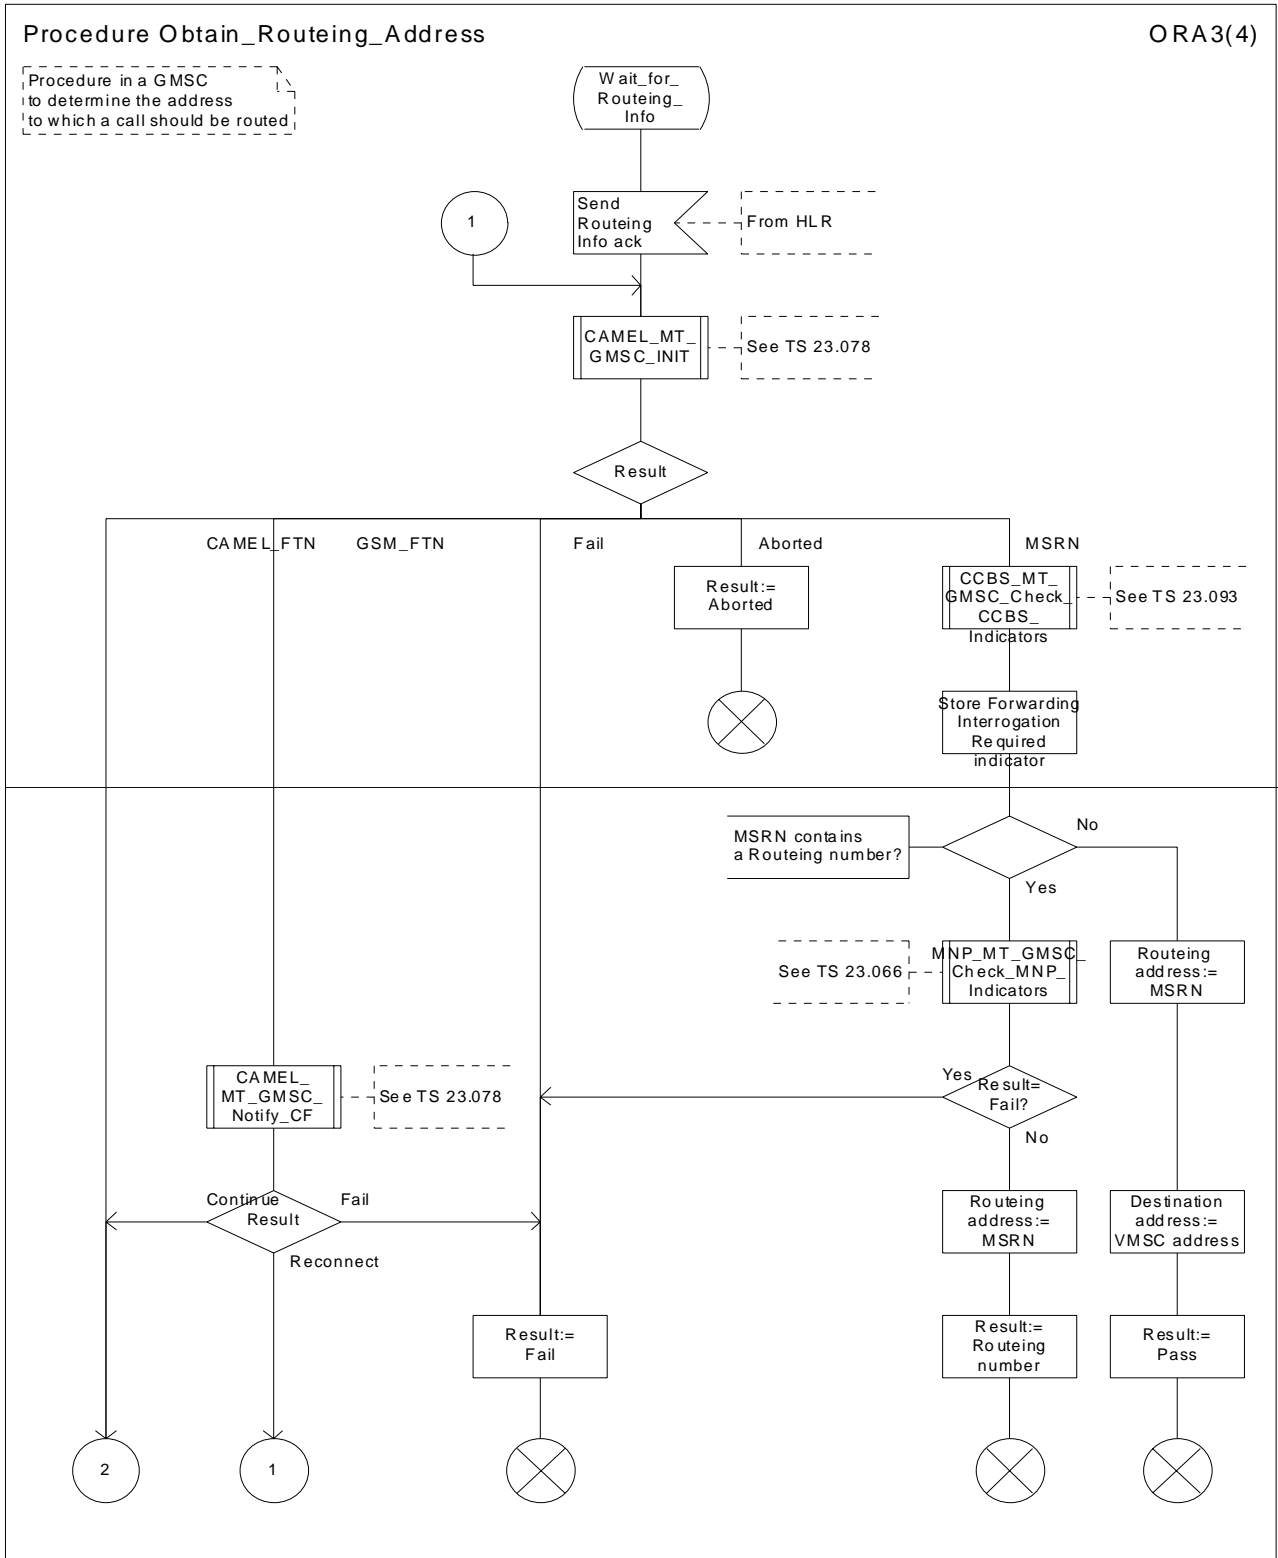 Procedure Obtain_Routeing_Address
ORA3(4)
Procedure in a GMSC
to determine the address
to which a call should be routed
Wait_for_
Routeing_
Info
1
Send
Routeing
Info ack
From HLR
CAMEL_MT_
GMSC_INIT
See TS 23.078
Result
CAMEL_FTN
GSM_FTN
Fail
Aborted
MSRN
Result:=
Aborted
CCBS_MT_
GMSC_Check_
CCBS_
Indicators
See TS 23.093
Store Forwarding
Interrogation
Required
indicator
MSRN contains
a Routeing number?
No
Yes
See TS 23.066
MNP_MT_GMSC_
Check_MNP_
Indicators
Routeing
address:=
MSRN
CAMEL_
MT_GMSC_
Notify_CF
See TS 23.078
Yes
Result=
Fail?
No
Continue
Result
Fail
Reconnect
Routeing
address:=
MSRN
Destination
address:=
VMSC address
Result:=
Fail
Result:=
Routeing
number
Result:=
Pass
2
1